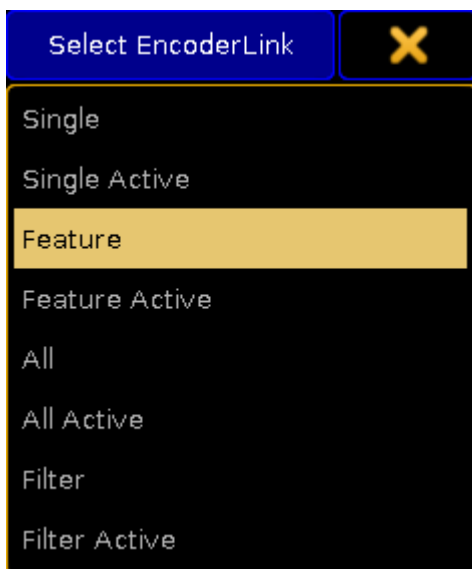 Select EncoderLink
Single
Single Active
Feature
Feature Active
All
All Active
Filter
Filter Active